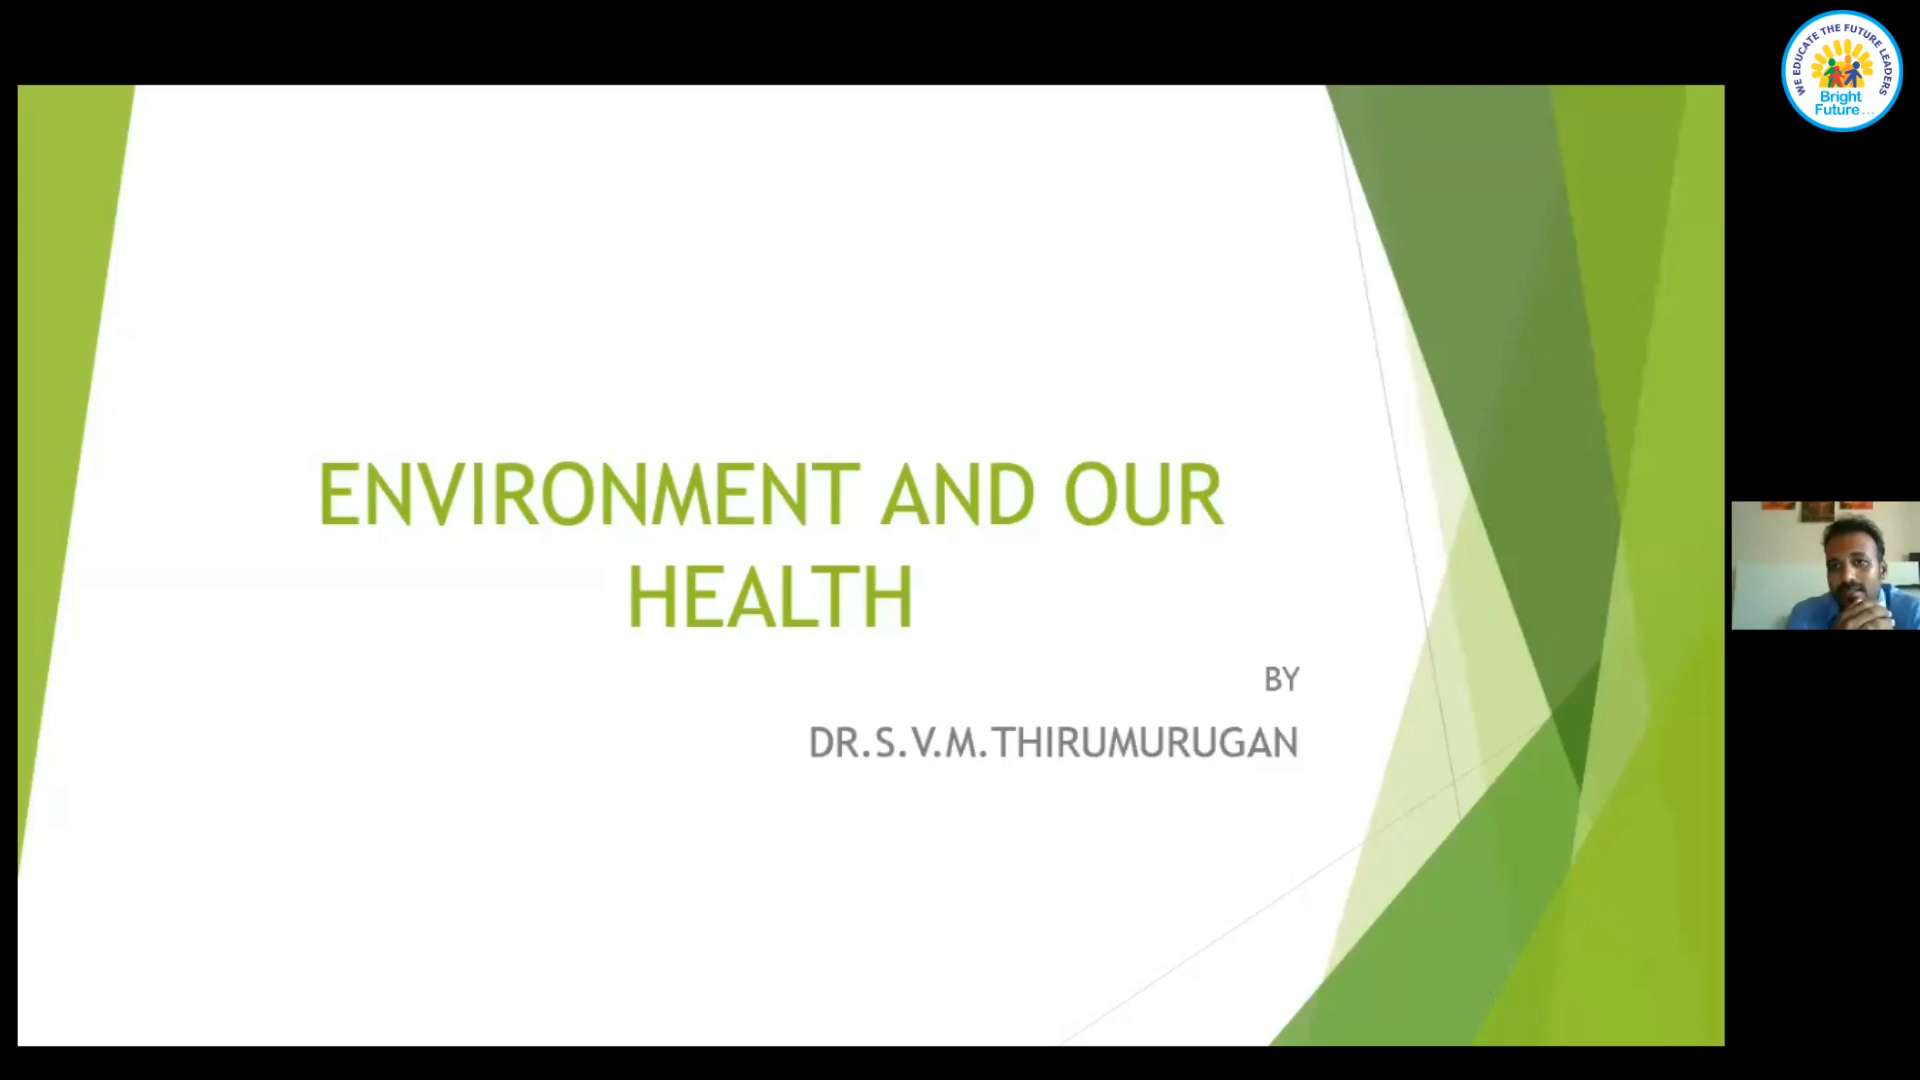 WE EDUCATE THE FUTURE LEADERS
Bright
Future...
ENVIRONMENT AND OUR
HEALTH
BY
DR.S.V.M.THIRUMURUGAN